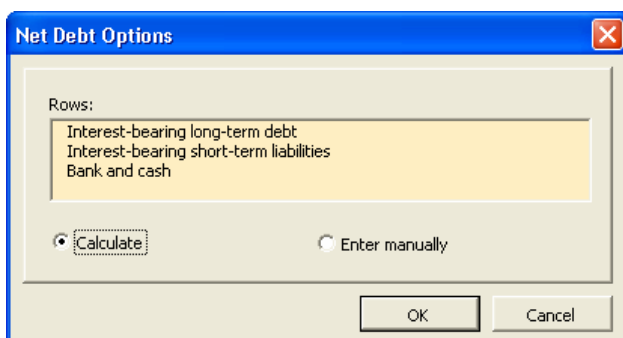 Net Debt Options
Rows:
Interest-bearing long-term debt
Interest-bearing short-term liabilities
Bank and cash
Calculate
Enter manually
OK
Cancel